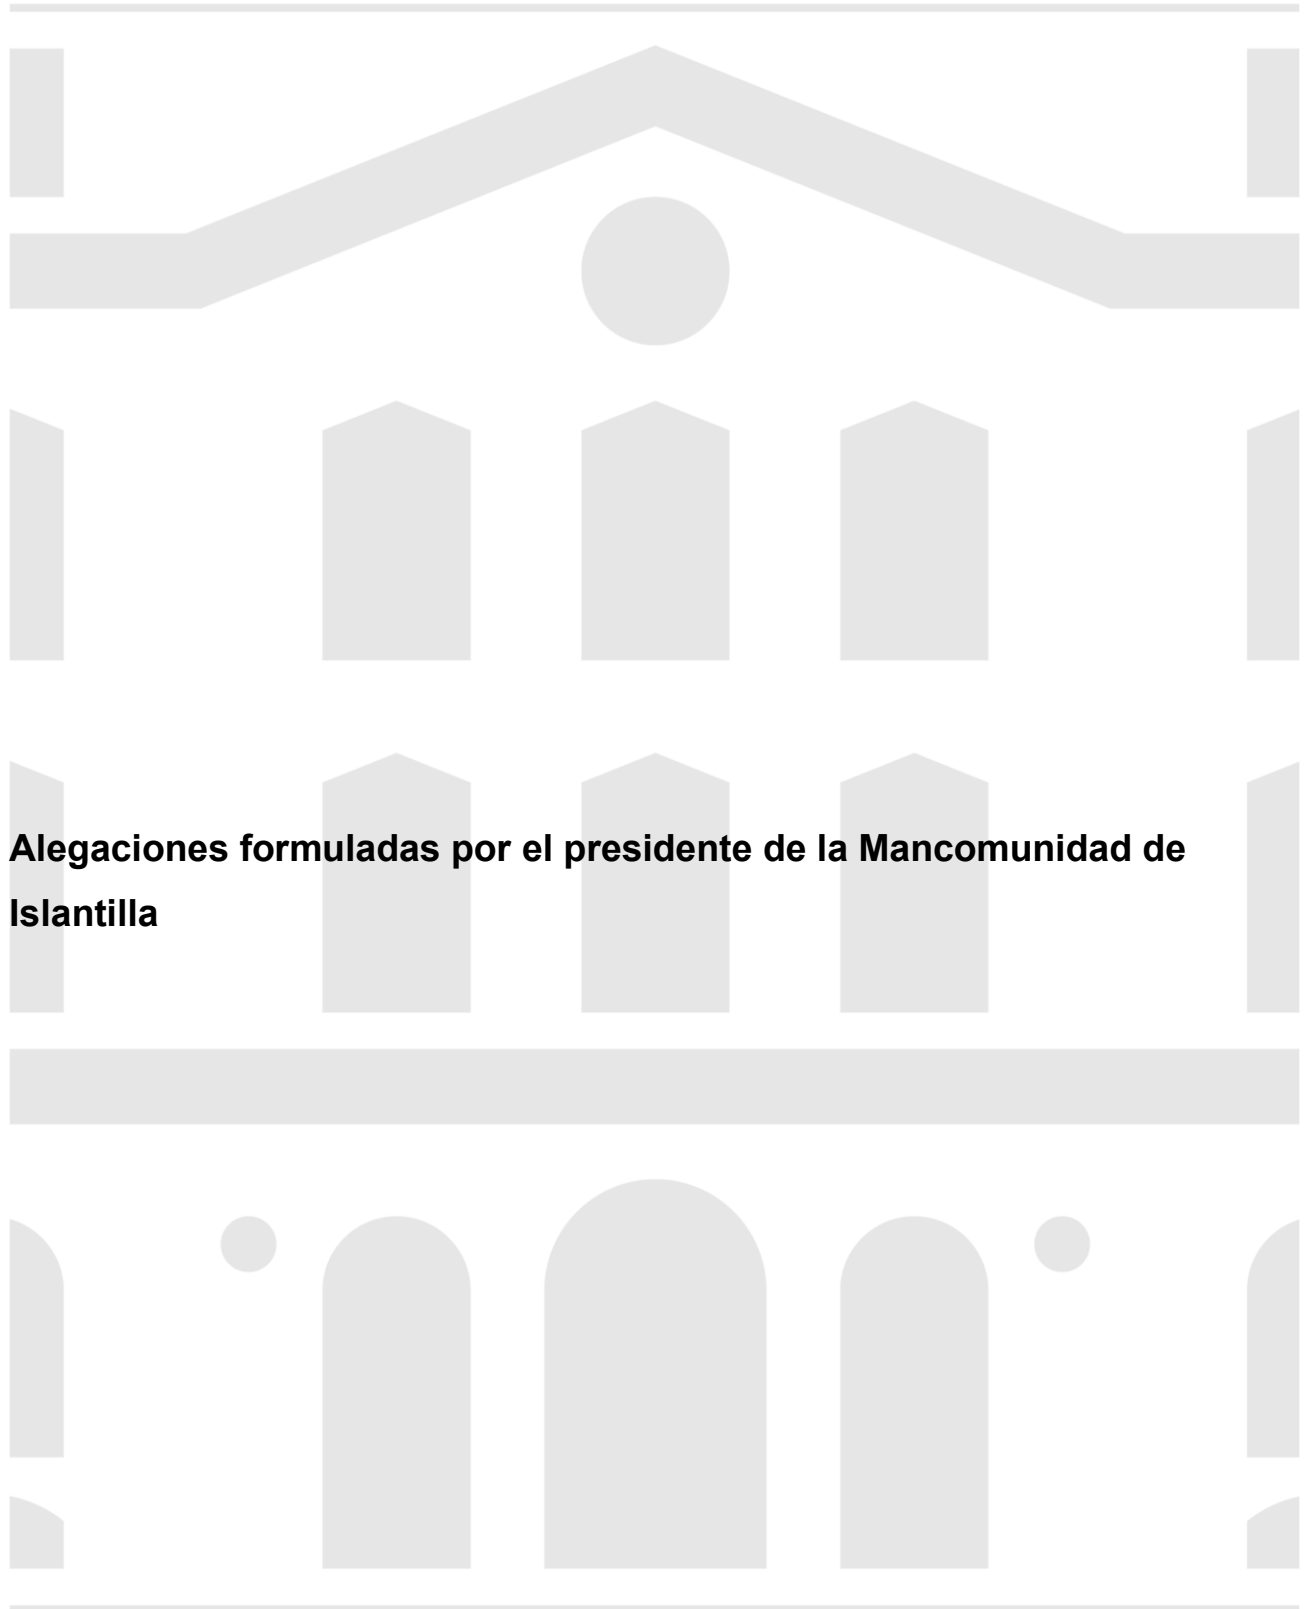 Alegaciones formuladas por el presidente de la Mancomunidad de
Islantilla